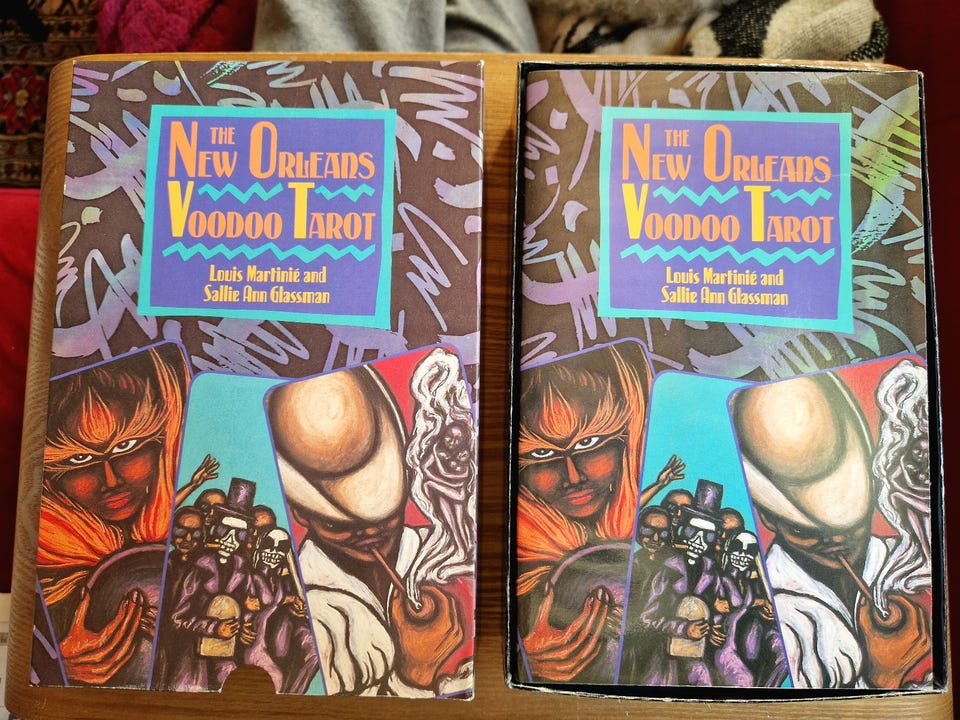 THE
NEW ORLEANS
VOODOO TAROT
Louis Martinié and
Sallie Ann Glassman
THE
NEW ORLEANS
VOODOO TAROT
Louis Martinié and
Sallie Ann Glassman